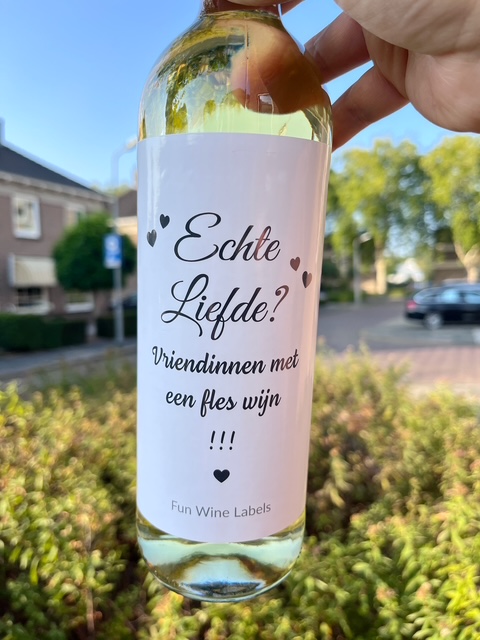 Echte
Liefde?
Vriendinnen met
een fles wijn
!!!
Fun Wine Labels